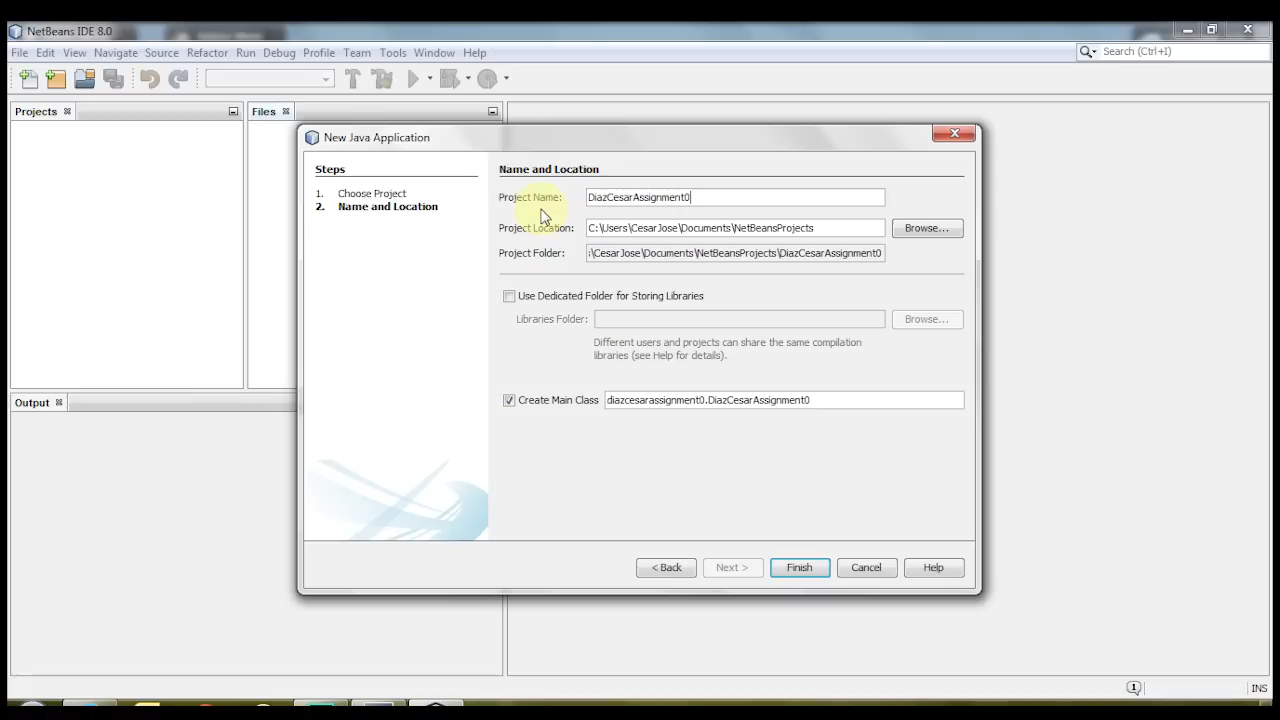 NetBeans IDE 8.0
File Edit View Navigate Source Refactor Run Debug Profile Team Tools Window Help
Search (Ctrl+I)
Projects
Files
New Java Application
Steps
1. Choose Project
2. Name and Location
Name and Location
Project Name: DiazCesarAssignment0
Project Location: C:\Users\CesarJose\Documents\NetBeansProjects Browse...
Project Folder: :\CesarJose\Documents\NetBeansProjects\DiazCesarAssignment0
Use Dedicated Folder for Storing Libraries
Libraries Folder: Browse...
Different users and projects can share the same compilation
libraries (see Help for details).
Create Main Class diazcesarassignment0.DiazCesarAssignment0
< Back Next > Finish Cancel Help
Output
1 INS